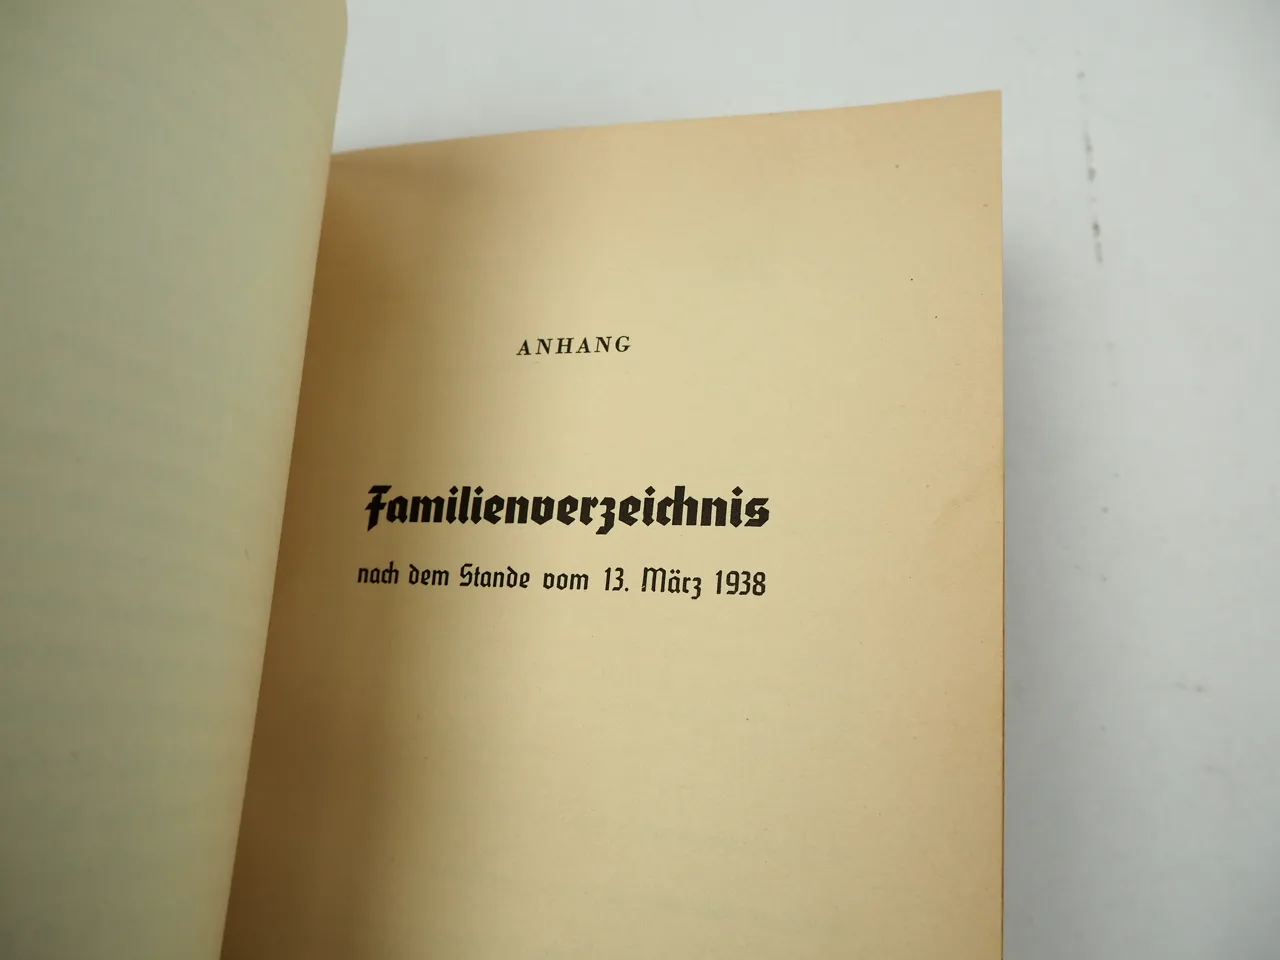 ANHANG
Familienverzeichnis
nach dem Stande vom 13. März 1938